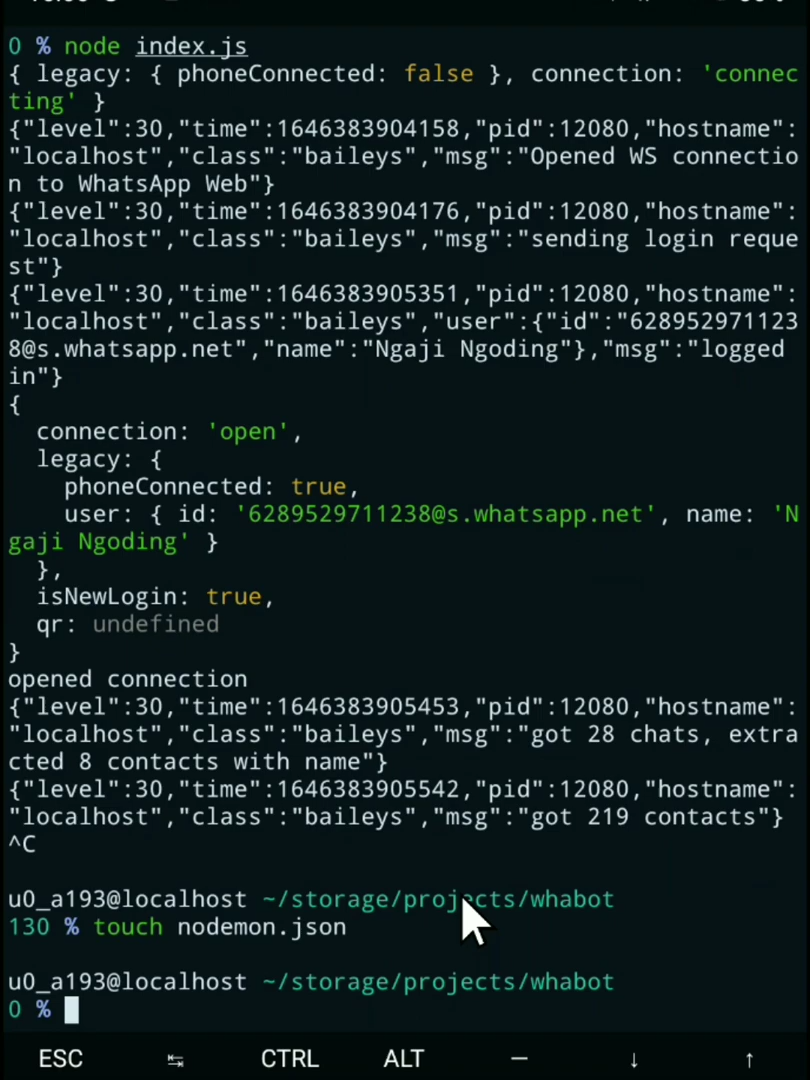 0 % node index.js
{ legacy: { phoneConnected: false }, connection: 'connec
ting' }
{"level":30,"time":1646383904158,"pid":12080,"hostname":
"localhost","class":"baileys","msg":"Opened WS connectio
n to WhatsApp Web"}
{"level":30,"time":1646383904176,"pid":12080,"hostname":
"localhost","class":"baileys","msg":"sending login reque
st"}
{"level":30,"time":1646383905351,"pid":12080,"hostname":
"localhost","class":"baileys","user":{"id":"628952971123
8@s.whatsapp.net","name":"Ngaji Ngoding"},"msg":"logged
in"}
{
  connection: 'open',
  legacy: {
    phoneConnected: true,
    user: { id: '6289529711238@s.whatsapp.net', name: 'N
gaji Ngoding' }
  },
  isNewLogin: true,
  qr: undefined
}
opened connection
{"level":30,"time":1646383905453,"pid":12080,"hostname":
"localhost","class":"baileys","msg":"got 28 chats, extra
cted 8 contacts with name"}
{"level":30,"time":1646383905542,"pid":12080,"hostname":
"localhost","class":"baileys","msg":"got 219 contacts"}
^C
u0_a193@localhost ~/storage/projects/whabot
130 % touch nodemon.json
u0_a193@localhost ~/storage/projects/whabot
0 %
ESC ↹ CTRL ALT — ↓ ↑